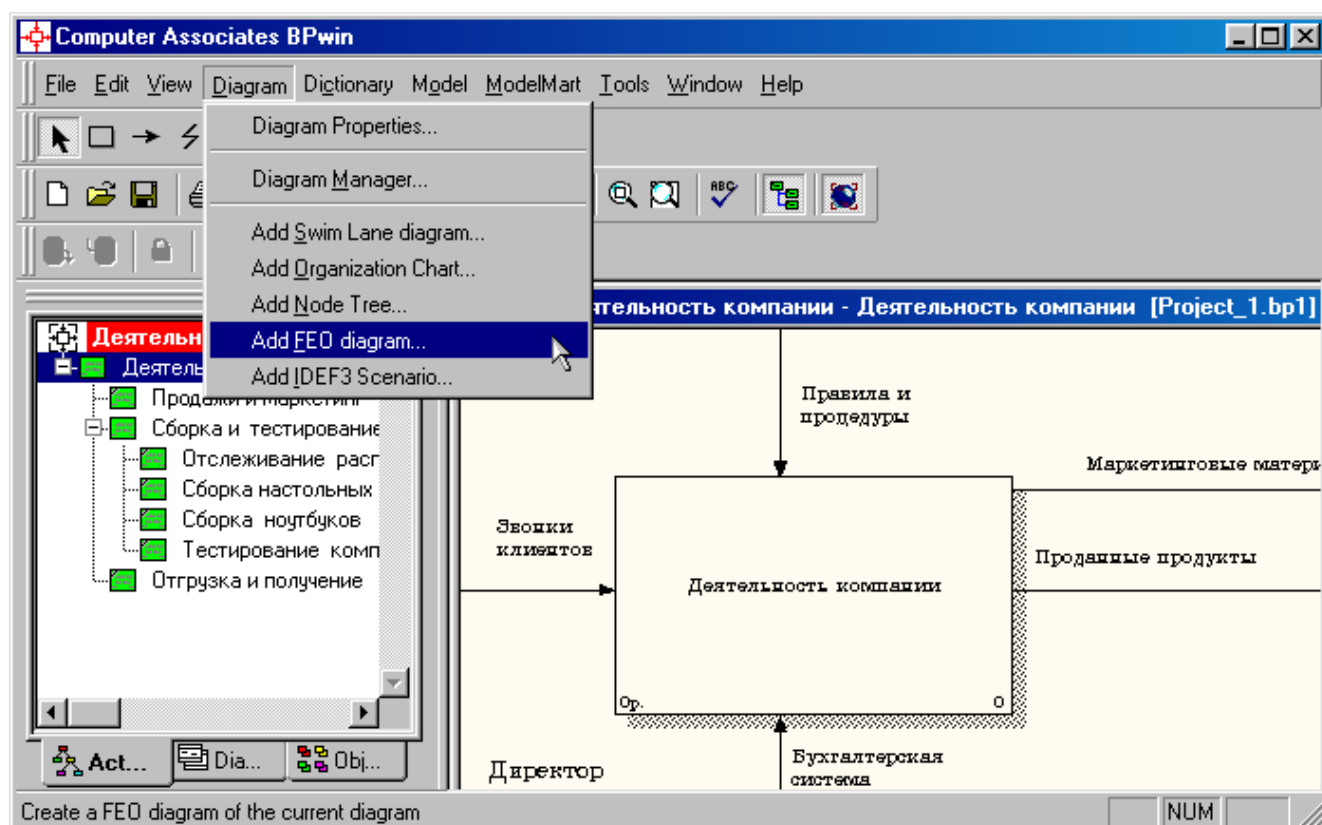 Computer Associates BPwin
File Edit View Diagram Dictionary Model ModelMart Tools Window Help
Diagram Properties...
Diagram Manager...
ABC
Add Swim Lane diagram...
Add Organization Chart...
Add Node Tree...
Add FEO diagram...
Add IDEF3 Scenario...
тельность компании - Деятельность компании [Project_1.bp1]
Деятельн
Деятель
Продажи и маркетинг
Сборка и тестирование
Отслеживание расп
Сборка настольных
Сборка ноутбуков
Тестирование комп
Отгрузка и получение
Правила и
процедуры
Маркетинговые матери
Звонки
клиентов
Проданные продукты
Деятельность компании
0р.
0
Директор
Бухгалтерская
система
Act...
Dia...
Obj...
Create a FEO diagram of the current diagram
NUM